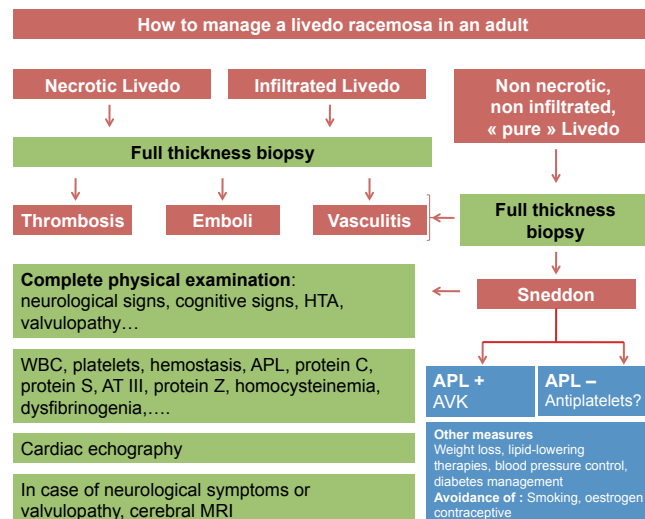 How to manage a livedo racemosa in an adult
Necrotic Livedo
Infiltrated Livedo
Non necrotic,
non infiltrated,
« pure » Livedo
Full thickness biopsy
Thrombosis
Emboli
Vasculitis
Full thickness
biopsy
Complete physical examination:
neurological signs, cognitive signs, HTA,
valvulopathy…
Sneddon
WBC, platelets, hemostasis, APL, protein C,
protein S, AT III, protein Z, homocysteinemia,
dysfibrinogenia,….
APL +
AVK
APL –
Antiplatelets?
Cardiac echography
In case of neurological symptoms or
valvulopathy, cerebral MRI
Other measures
Weight loss, lipid-lowering
therapies, blood pressure control,
diabetes management
Avoidance of : Smoking, oestrogen
contraceptive